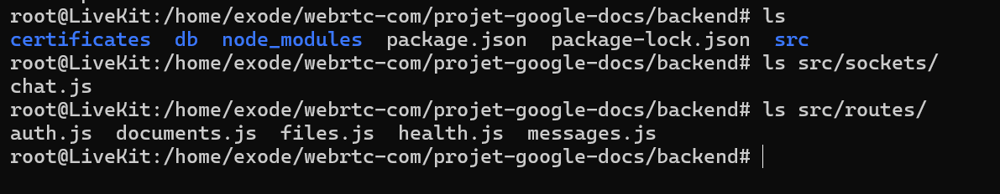 root@LiveKit:/home/exode/webrtc-com/projet-google-docs/backend# ls
certificates  db  node_modules  package.json  package-lock.json  src
root@LiveKit:/home/exode/webrtc-com/projet-google-docs/backend# ls src/sockets/
chat.js
root@LiveKit:/home/exode/webrtc-com/projet-google-docs/backend# ls src/routes/
auth.js  documents.js  files.js  health.js  messages.js
root@LiveKit:/home/exode/webrtc-com/projet-google-docs/backend#